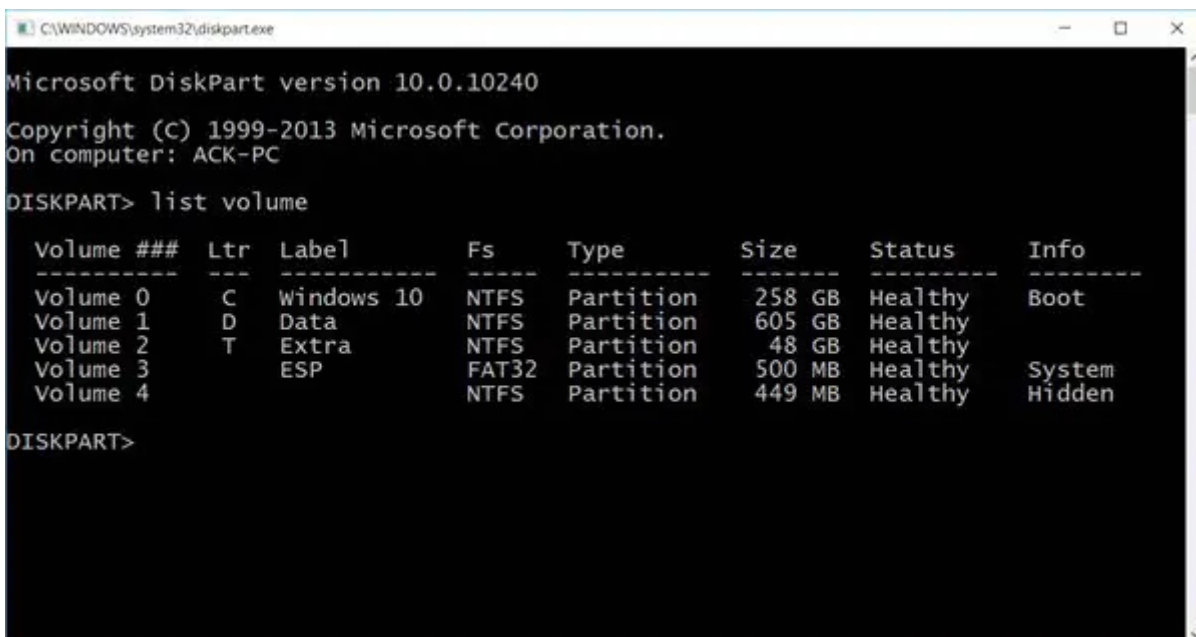 C:\WINDOWS\system32\diskpart.exe
Microsoft DiskPart version 10.0.10240
Copyright (C) 1999-2013 Microsoft Corporation.
On computer: ACK-PC
DISKPART> list volume
Volume ### Ltr Label Fs Type Size Status Info
---------- --- ----------- ----- ---------- ------- --------- --------
Volume 0 C Windows 10 NTFS Partition 258 GB Healthy Boot
Volume 1 D Data NTFS Partition 605 GB Healthy
Volume 2 T Extra NTFS Partition 48 GB Healthy
Volume 3 ESP FAT32 Partition 500 MB Healthy System
Volume 4 NTFS Partition 449 MB Healthy Hidden
DISKPART>